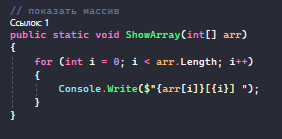 // показать массив
Ссылок: 1
public static void ShowArray(int[] arr)
{
for (int i = 0; i < arr.Length; i++)
{
Console.Write($"{arr[i]}[{i}] ");
}
}